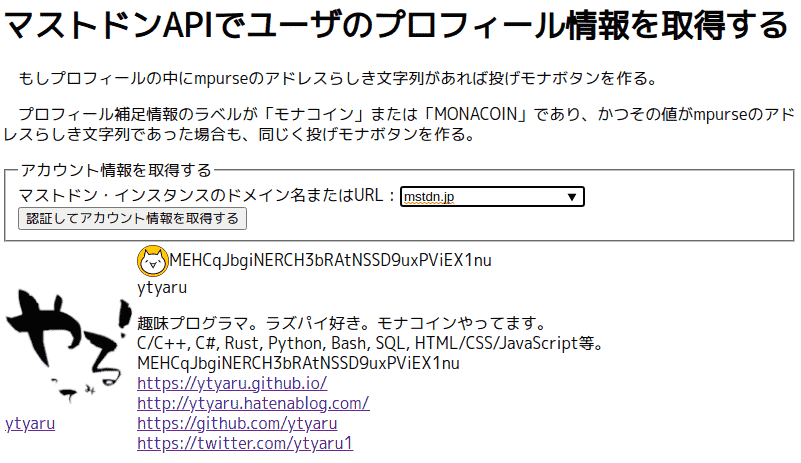 マストドンAPIでユーザのプロフィール情報を取得する
もしプロフィールの中にmpurseのアドレスらしき文字列があれば投げモナボタンを作る。
プロフィール補足情報のラベルが「モナコイン」または「MONACOIN」であり、かつその値がmpurseのアド
レスらしき文字列であった場合も、同じく投げモナボタンを作る。
アカウント情報を取得する
マストドン・インスタンスのドメイン名またはURL：mstdn.jp
認証してアカウント情報を取得する
MEHCqJbgiNERCH3bRAtNSSD9uxPViEX1nu
ytyaru
やる!
ってみ
趣味プログラマ。ラズパイ好き。モナコインやってます。
C/C++, C#, Rust, Python, Bash, SQL, HTML/CSS/JavaScript等。
MEHCqJbgiNERCH3bRAtNSSD9uxPViEX1nu
https://ytyaru.github.io/
http://ytyaru.hatenablog.com/
ytyaru
https://github.com/ytyaru
https://twitter.com/ytyaru1